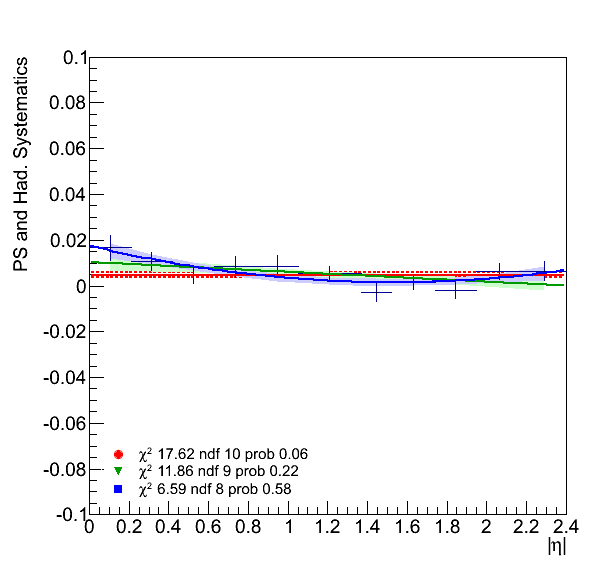 PS and Had. Systematics
0.1
0.08
0.06
0.04
0.02
0
-0.02
-0.04
-0.06
-0.08
-0.1
χ² 17.62 ndf 10 prob 0.06
χ² 11.86 ndf 9 prob 0.22
χ² 6.59 ndf 8 prob 0.58
0 0.2 0.4 0.6 0.8 1 1.2 1.4 1.6 1.8 2 2.2 2.4
|η|